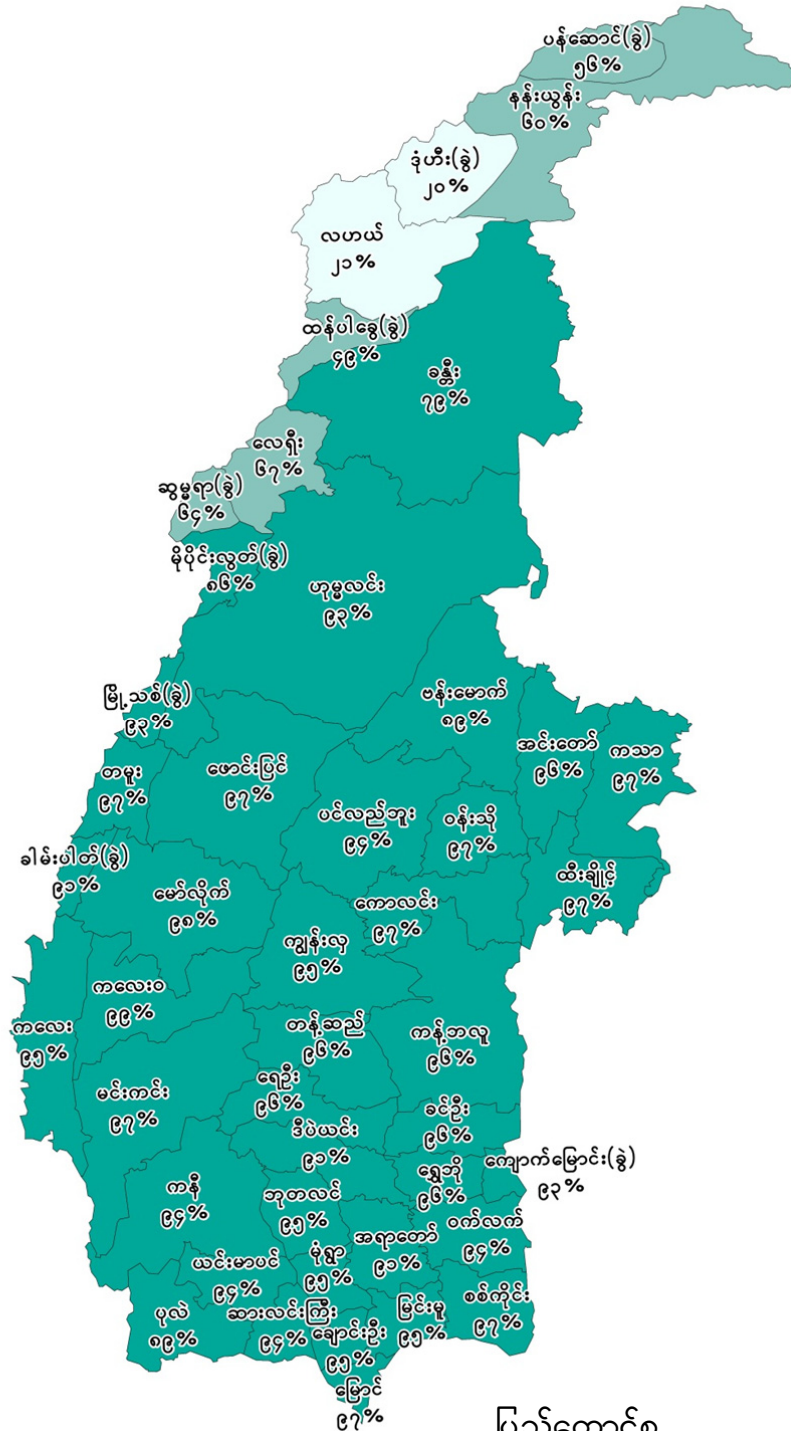 ပန်ဆောင်(ခွဲ)
၅၆%
နန်းယွန်း
၆၀%
ဒုံဟီး(ခွဲ)
၂၀%
လဟယ်
၂၁%
ထန်ပါခွေ(ခွဲ)
၄၉%
ခန္တီး
၇၉%
လေရှီး
၆၇%
ဆွမ္မရာ(ခွဲ)
၆၄%
မိုပိုင်းလွတ်(ခွဲ)
၈၆%
ဟုမ္မလင်း
၉၃%
မြို့သစ်(ခွဲ)
၉၃%
ဗန်းမောက်
၈၉%
အင်းတော်
၉၆%
ကသာ
၉၇%
တမူး
၉၇%
ဖောင်းပြင်
၉၇%
ပင်လည်ဘူး
၉၄%
ဝန်းသို
၉၇%
ခါမ်းပါတ်(ခွဲ)
၉၁%
မော်လိုက်
၉၈%
ကောလင်း
၉၇%
ထီးချိုင့်
၉၇%
ကျွန်းလှ
၉၅%
ကလေးဝ
၉၉%
ကလေး
၉၅%
တန့်ဆည်
၉၆%
ကန့်ဘလူ
၉၆%
မင်းကင်း
၉၇%
ရေဦး
၉၆%
ခင်ဦး
၉၆%
ဒီပဲယင်း
၉၁%
ရွှေဘို
၉၆%
ကျောက်မြောင်း(ခွဲ)
၉၃%
ကနီ
၉၄%
ဘုတလင်
၉၅%
အရာတော်
၉၁%
ဝက်လက်
၉၄%
ယင်းမာပင်
၉၄%
မုံရွာ
၉၅%
ပုလဲ
၈၉%
ဆားလင်းကြီး
၉၄%
ချောင်းဦး
၉၅%
မြင်းမူ
၉၅%
စစ်ကိုင်း
၉၇%
မြောင်
၉၇%
ပြည်ထောင်စု